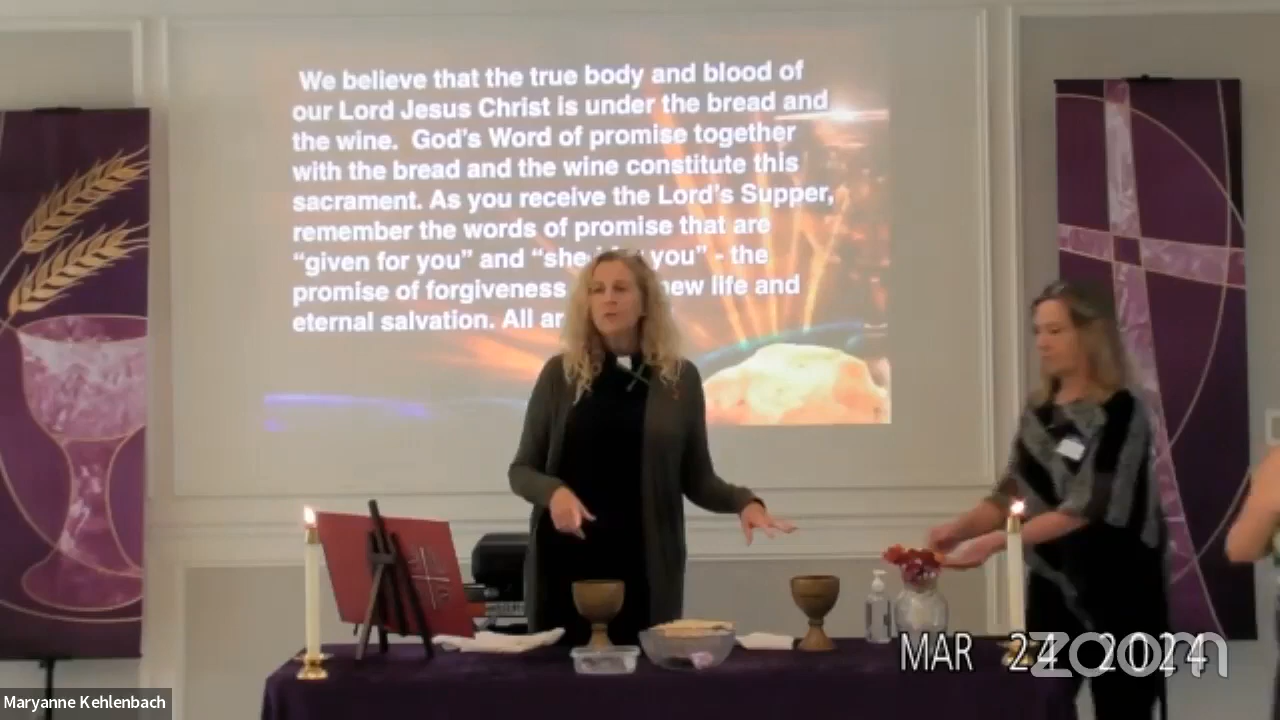 We believe that the true body and blood of
our Lord Jesus Christ is under the bread and
the wine. God's Word of promise together
with the bread and the wine constitute this
sacrament. As you receive the Lord's Supper,
remember the words of promise that are
“given for you” and you” - the
promise of forgiveness new life and
eternal salvation. All
MAR 24 2024
zoom
Maryanne Kehlenbach